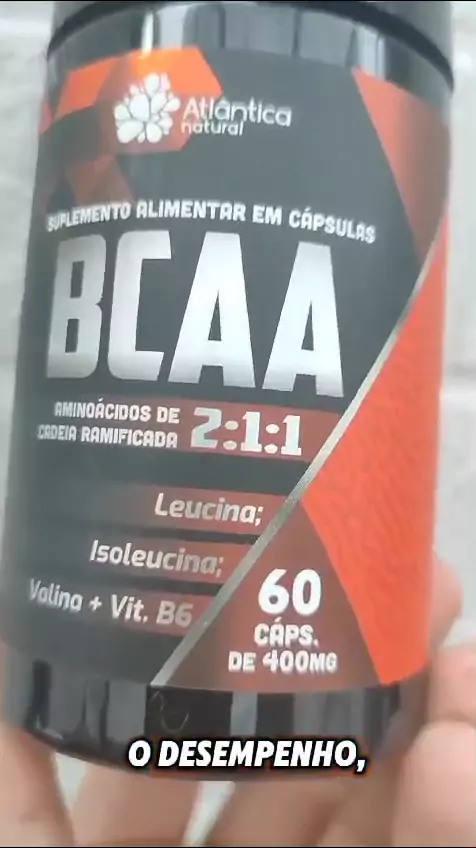 Atlântica
natural
SUPLEMENTO ALIMENTAR EM CÁPSULAS
BCAA
AMINOÁCIDOS DE
CADEIA RAMIFICADA
2:1:1
Leucina;
Isoleucina;
Valina + Vit. B6
60
CÁPS.
DE 400MG
O DESEMPENHO,